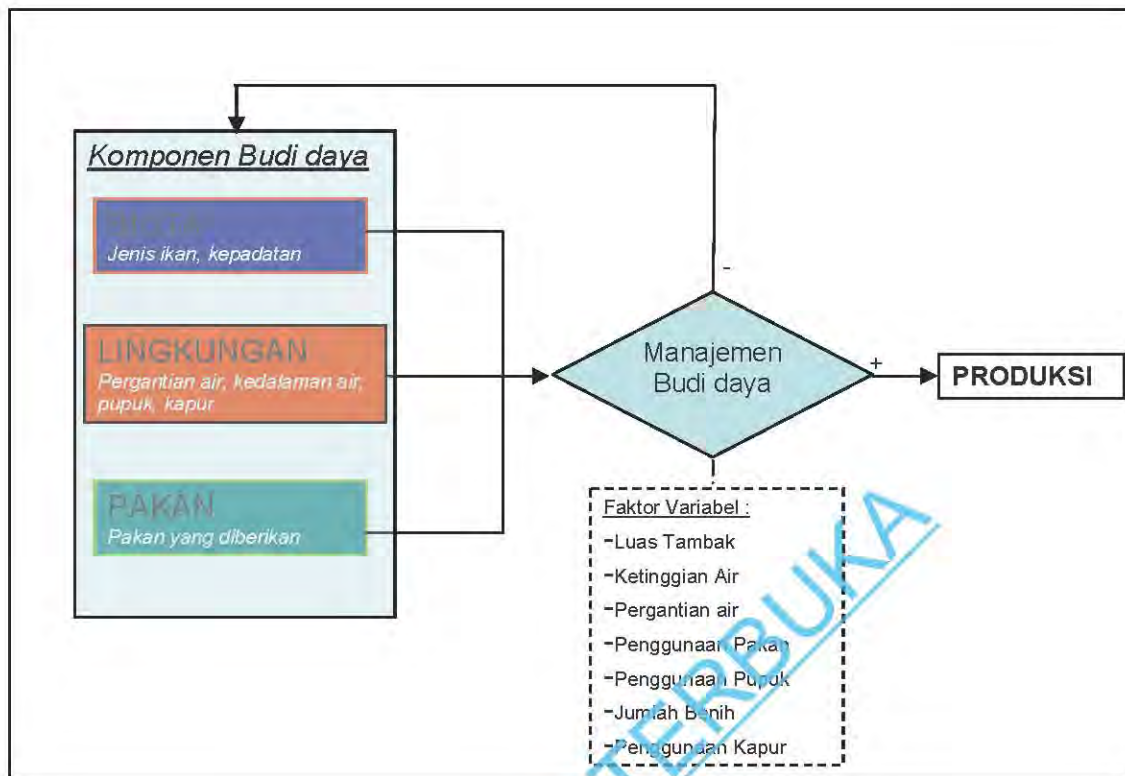 Komponen Budi daya
BIOTA
Jenis ikan, kepadatan
LINGKUNGAN
Pergantian air, kedalaman air,
pupuk, kapur
PAKAN
Pakan yang diberikan
-
Manajemen
Budi daya
+
PRODUKSI
Faktor Variabel :
-Luas Tambak
-Ketinggian Air
-Pergantian air
-Penggunaan Pakan
-Penggunaan Pupuk
-Jumlah Benih
-Penggunaan Kapur
TERBUKA